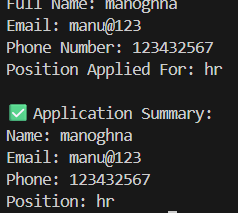 Full Name: manoghna
Email: manu@123
Phone Number: 123432567
Position Applied For: hr

✅ Application Summary:
Name: manoghna
Email: manu@123
Phone: 123432567
Position: hr